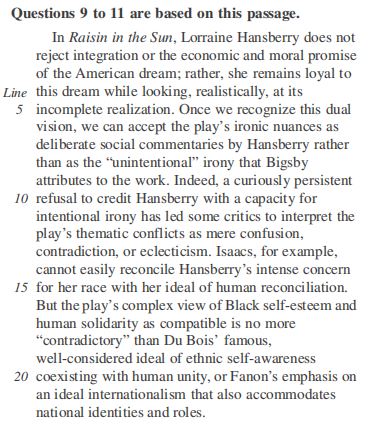 Questions 9 to 11 are based on this passage.
In Raisin in the Sun, Lorraine Hansberry does not
reject integration or the economic and moral promise
of the American dream; rather, she remains loyal to
Line this dream while looking, realistically, at its
5 incomplete realization. Once we recognize this dual
vision, we can accept the play's ironic nuances as
deliberate social commentaries by Hansberry rather
than as the “unintentional” irony that Bigsby
attributes to the work. Indeed, a curiously persistent
10 refusal to credit Hansberry with a capacity for
intentional irony has led some critics to interpret the
play's thematic conflicts as mere confusion,
contradiction, or eclecticism. Isaacs, for example,
cannot easily reconcile Hansberry's intense concern
15 for her race with her ideal of human reconciliation.
But the play's complex view of Black self-esteem and
human solidarity as compatible is no more
“contradictory” than Du Bois' famous,
well-considered ideal of ethnic self-awareness
20 coexisting with human unity, or Fanon's emphasis on
an ideal internationalism that also accommodates
national identities and roles.